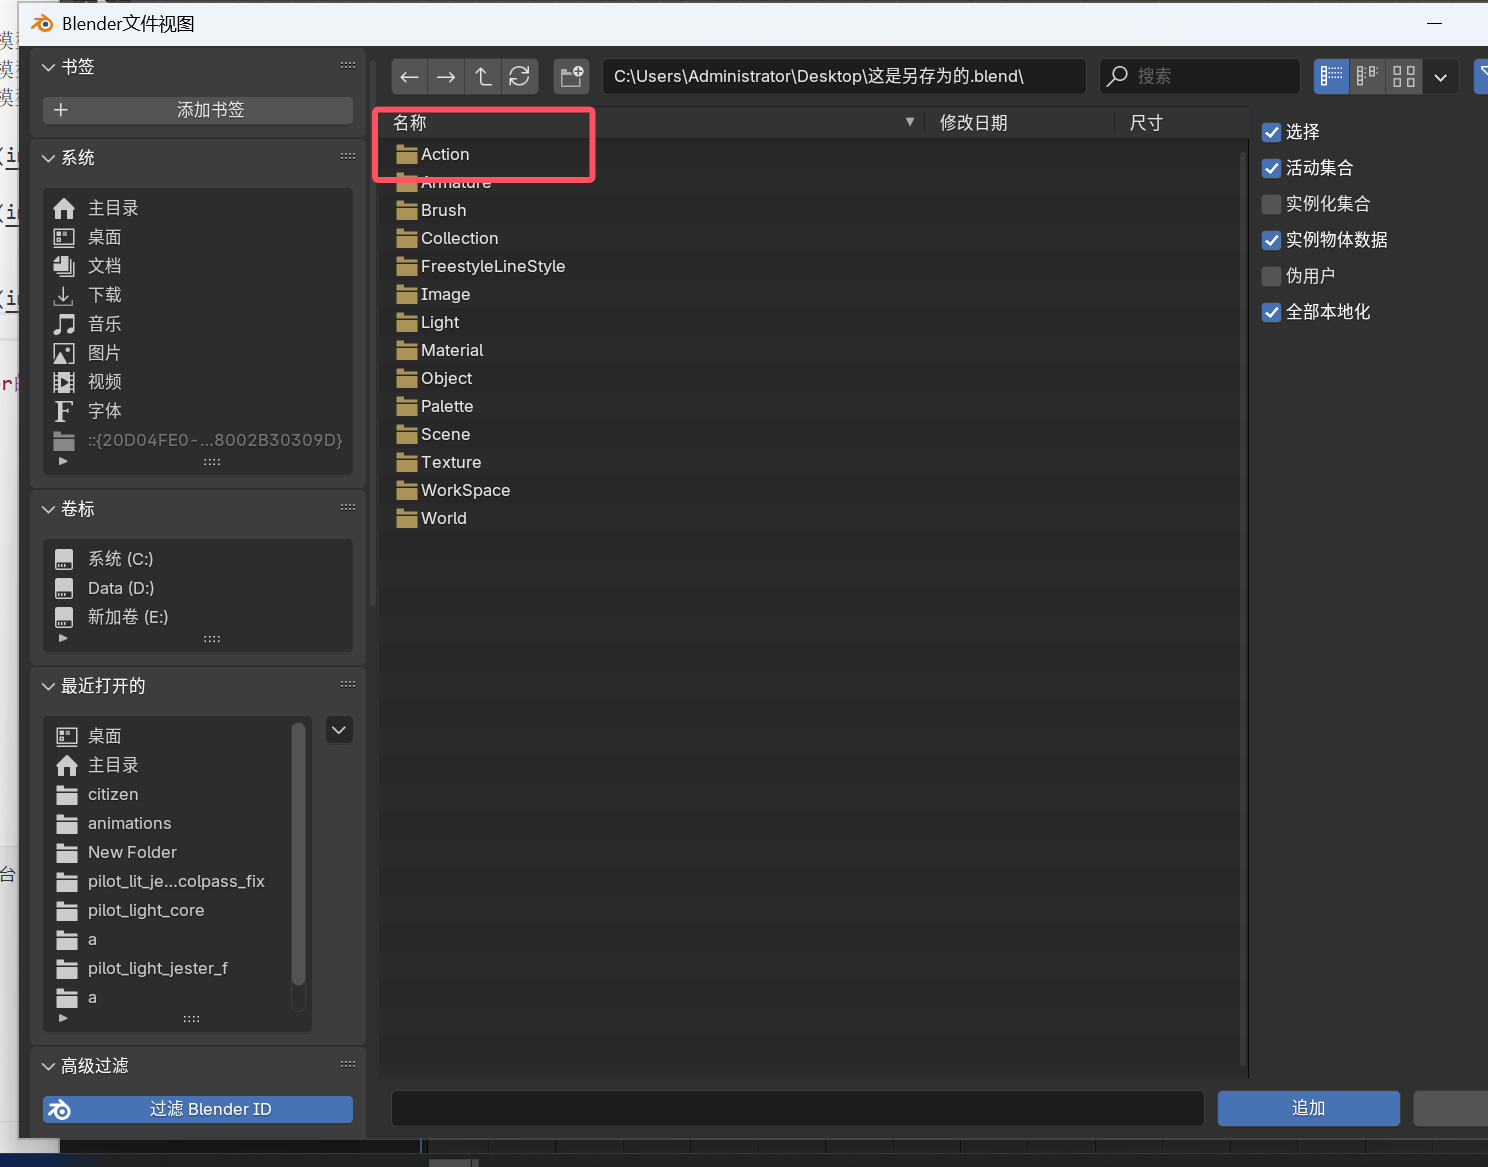 Blender文件视图
书签
添加书签
系统
主目录
桌面
文档
下载
音乐
图片
视频
字体
::{20D04FE0-...8002B30309D}
卷标
系统 (C:)
Data (D:)
新加卷 (E:)
最近打开的
桌面
主目录
citizen
animations
New Folder
pilot_lit_je...colpass_fix
pilot_light_core
a
pilot_light_jester_f
a
高级过滤
过滤 Blender ID
C:\Users\Administrator\Desktop\这是另存为的.blend\
搜索
名称 修改日期 尺寸
Action
Armature
Brush
Collection
FreestyleLineStyle
Image
Light
Material
Object
Palette
Scene
Texture
WorkSpace
World
选择
活动集合
实例化集合
实例物体数据
伪用户
全部本地化
追加